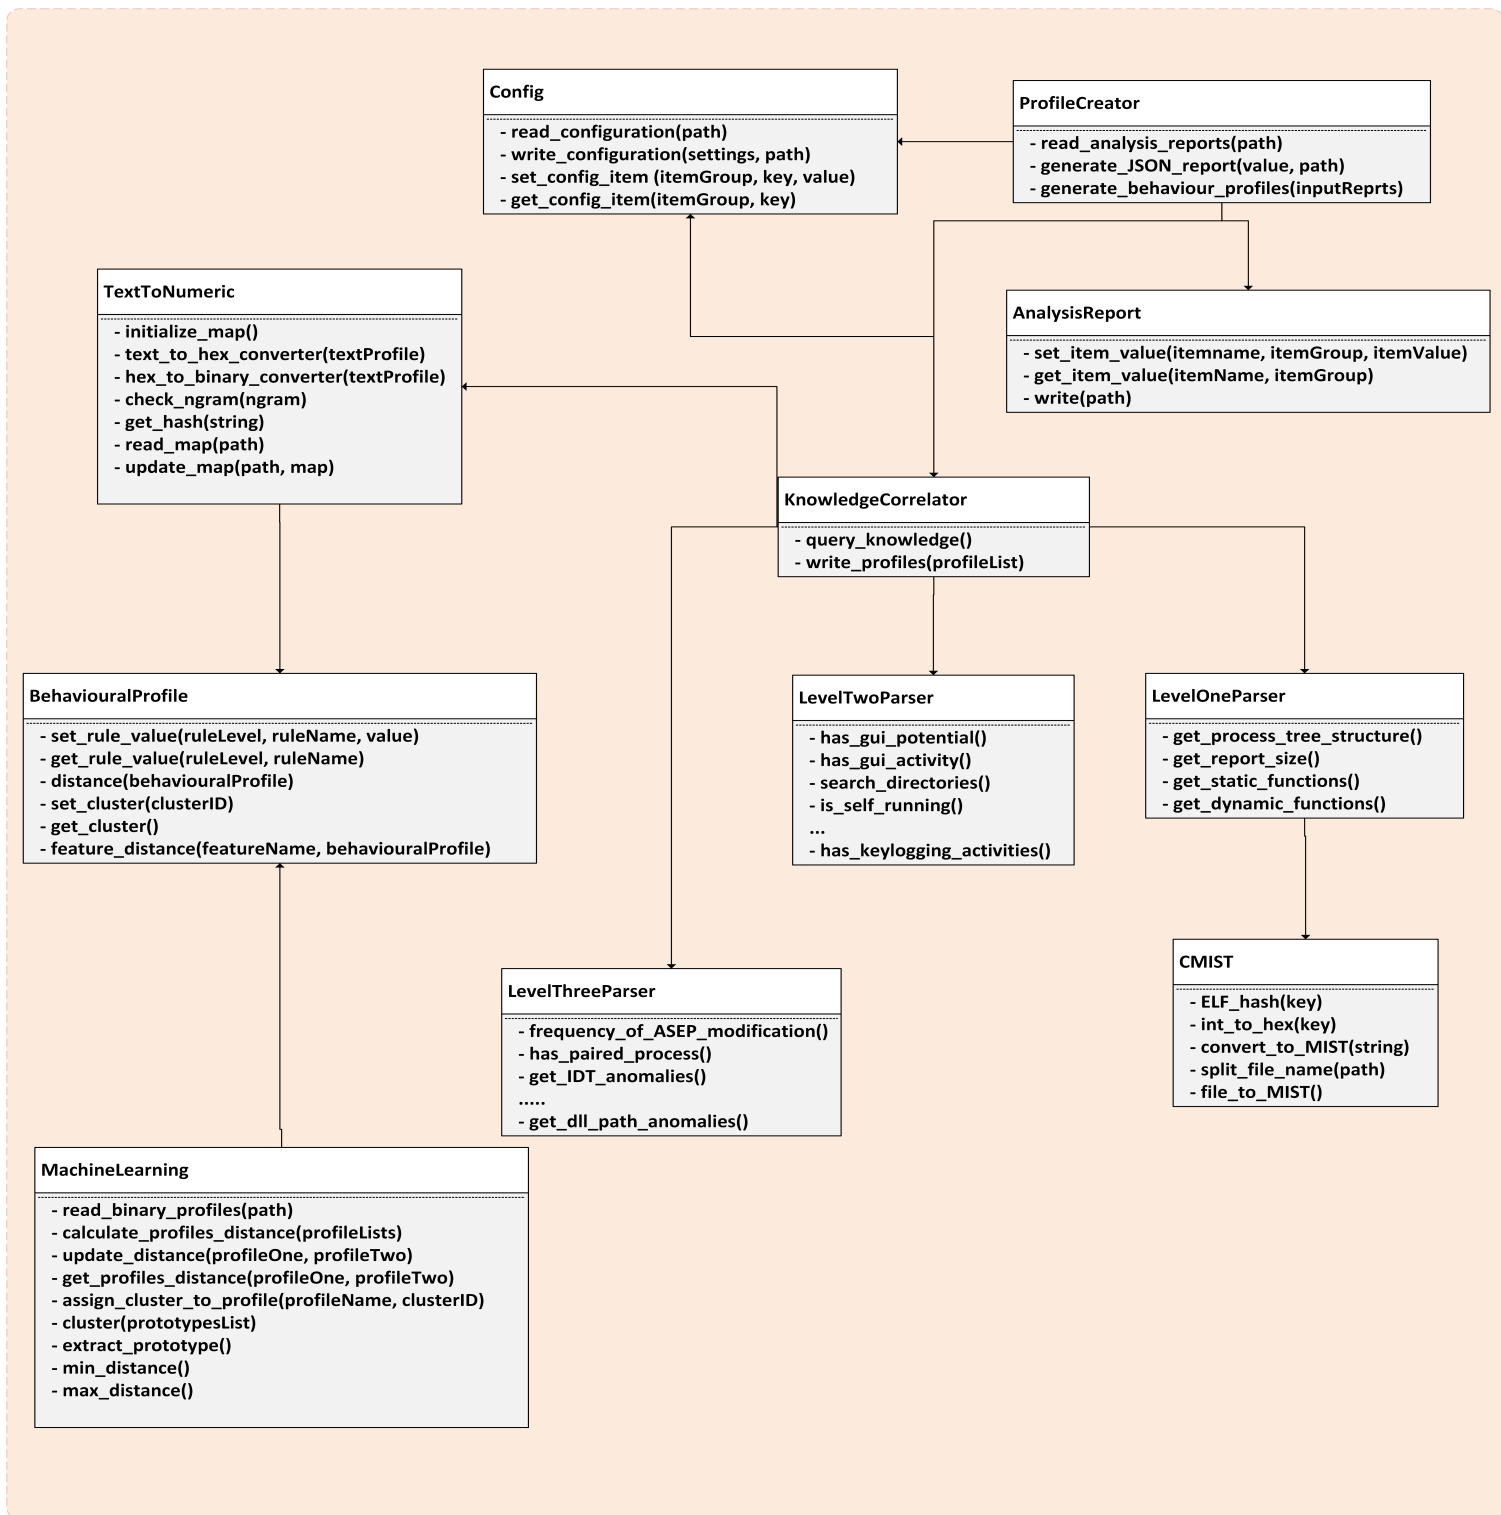 Config
- read_configuration(path)
- write_configuration(settings, path)
- set_config_item (itemGroup, key, value)
- get_config_item(itemGroup, key)
ProfileCreator
- read_analysis_reports(path)
- generate_JSON_report(value, path)
- generate_behaviour_profiles(inputReprts)
TextToNumeric
- initialize_map()
- text_to_hex_converter(textProfile)
- hex_to_binary_converter(textProfile)
- check_ngram(ngram)
- get_hash(string)
- read_map(path)
- update_map(path, map)
AnalysisReport
- set_item_value(itemname, itemGroup, itemValue)
- get_item_value(itemName, itemGroup)
- write(path)
KnowledgeCorrelator
- query_knowledge()
- write_profiles(profileList)
BehaviouralProfile
- set_rule_value(ruleLevel, ruleName, value)
- get_rule_value(ruleLevel, ruleName)
- distance(behaviouralProfile)
- set_cluster(clusterID)
- get_cluster()
- feature_distance(featureName, behaviouralProfile)
LevelTwoParser
- has_gui_potential()
- has_gui_activity()
- search_directories()
- is_self_running()
...
- has_keylogging_activities()
LevelOneParser
- get_process_tree_structure()
- get_report_size()
- get_static_functions()
- get_dynamic_functions()
LevelThreeParser
- frequency_of_ASEP_modification()
- has_paired_process()
- get_IDT_anomalies()
.....
- get_dll_path_anomalies()
CMIST
- ELF_hash(key)
- int_to_hex(key)
- convert_to_MIST(string)
- split_file_name(path)
- file_to_MIST()
MachineLearning
- read_binary_profiles(path)
- calculate_profiles_distance(profileLists)
- update_distance(profileOne, profileTwo)
- get_profiles_distance(profileOne, profileTwo)
- assign_cluster_to_profile(profileName, clusterID)
- cluster(prototypesList)
- extract_prototype()
- min_distance()
- max_distance()